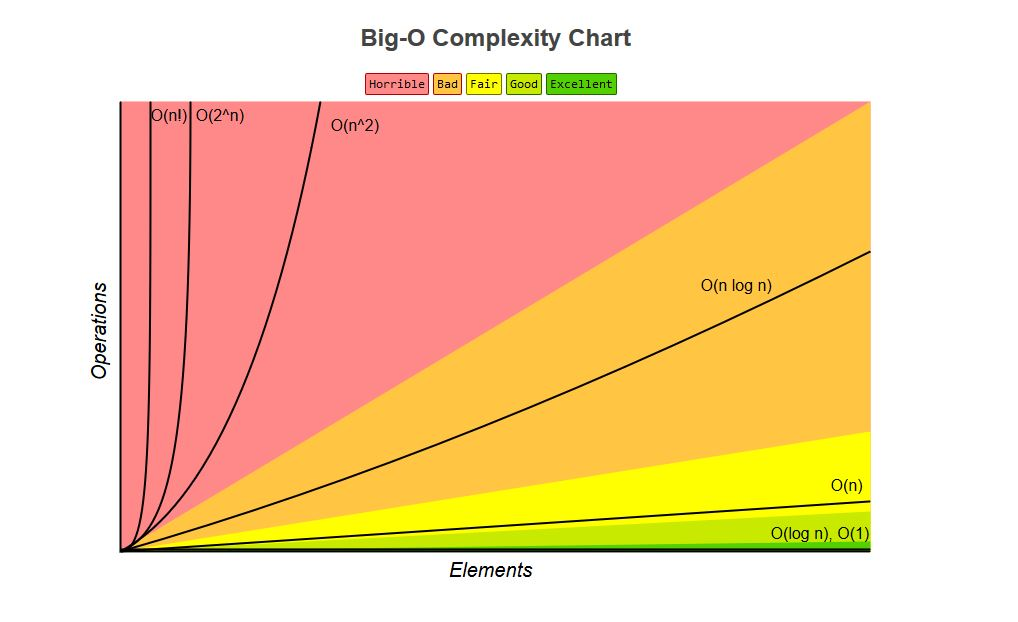 Big-O Complexity Chart
Horrible Bad Fair Good Excellent
O(n!) O(2^n)
O(n^2)
O(n log n)
Operations
O(n)
O(log n), O(1)
Elements